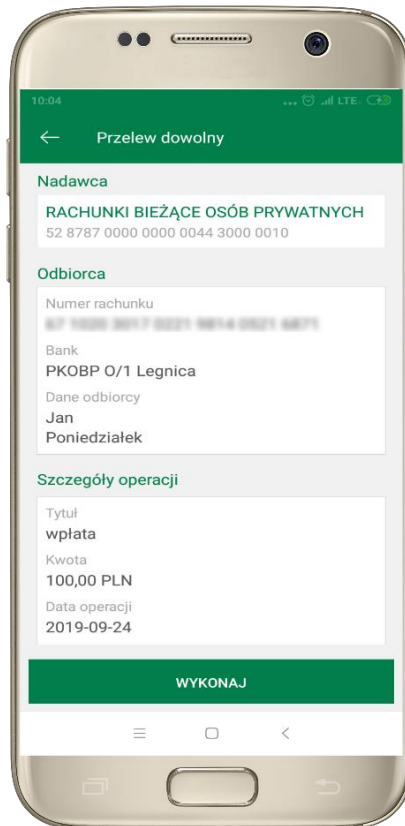 10:04
... LTE
Przelew dowolny
Nadawca
RACHUNKI BIEŻĄCE OSÓB PRYWATNYCH
52 8787 0000 0000 0044 3000 0010
Odbiorca
Numer rachunku
Bank
PKOBP O/1 Legnica
Dane odbiorcy
Jan
Poniedziałek
Szczegóły operacji
Tytuł
wpłata
Kwota
100,00 PLN
Data operacji
2019-09-24
WYKONAJ